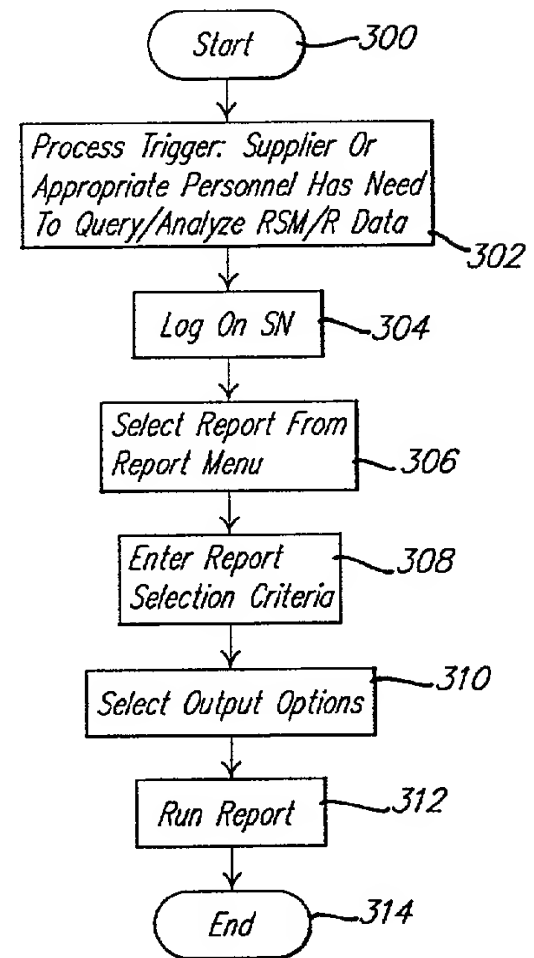 Start
300
Process Trigger: Supplier Or
Appropriate Personnel Has Need
To Query/Analyze RSM/R Data
302
Log On SN
304
Select Report From
Report Menu
306
Enter Report
Selection Criteria
308
Select Output Options
310
Run Report
312
End
314